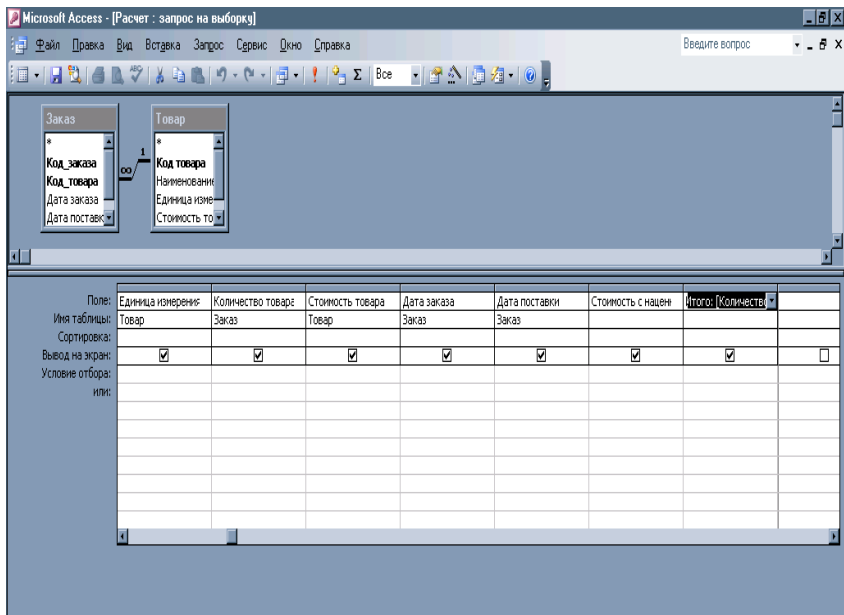 Microsoft Access - [Расчет : запрос на выборку]
Файл Правка Вид Вставка Запрос Сервис Окно Справка Введите вопрос
Все
Заказ
*
Код_заказа
Код_товара
Дата заказа
Дата поставк
∞ 1
Товар
*
Код товара
Наименование
Единица изме
Стоимость то
Поле: Единица измерения Количество товара Стоимость товара Дата заказа Дата поставки Стоимость с нацен Итого: [Количество
Имя таблицы: Товар Заказ Товар Заказ Заказ
Сортировка:
Вывод на экран:
Условие отбора:
или: